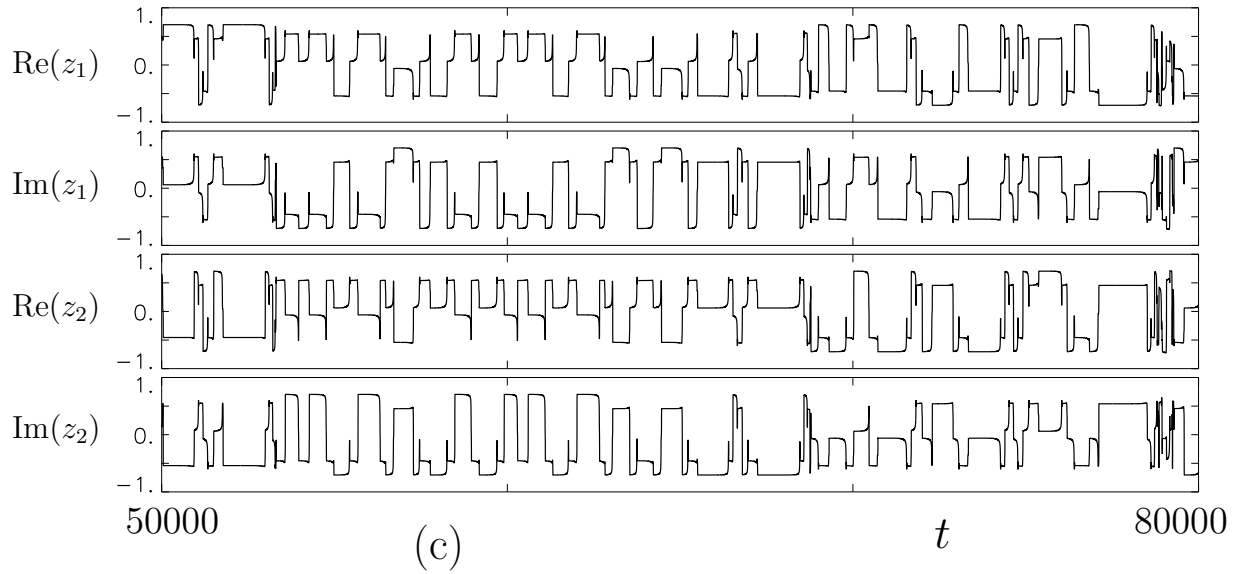 1.
Re(z₁) 0.
−1.
1.
Im(z₁) 0.
−1.
1.
Re(z₂) 0.
−1.
1.
Im(z₂) 0.
−1.
50000 (c) t 80000